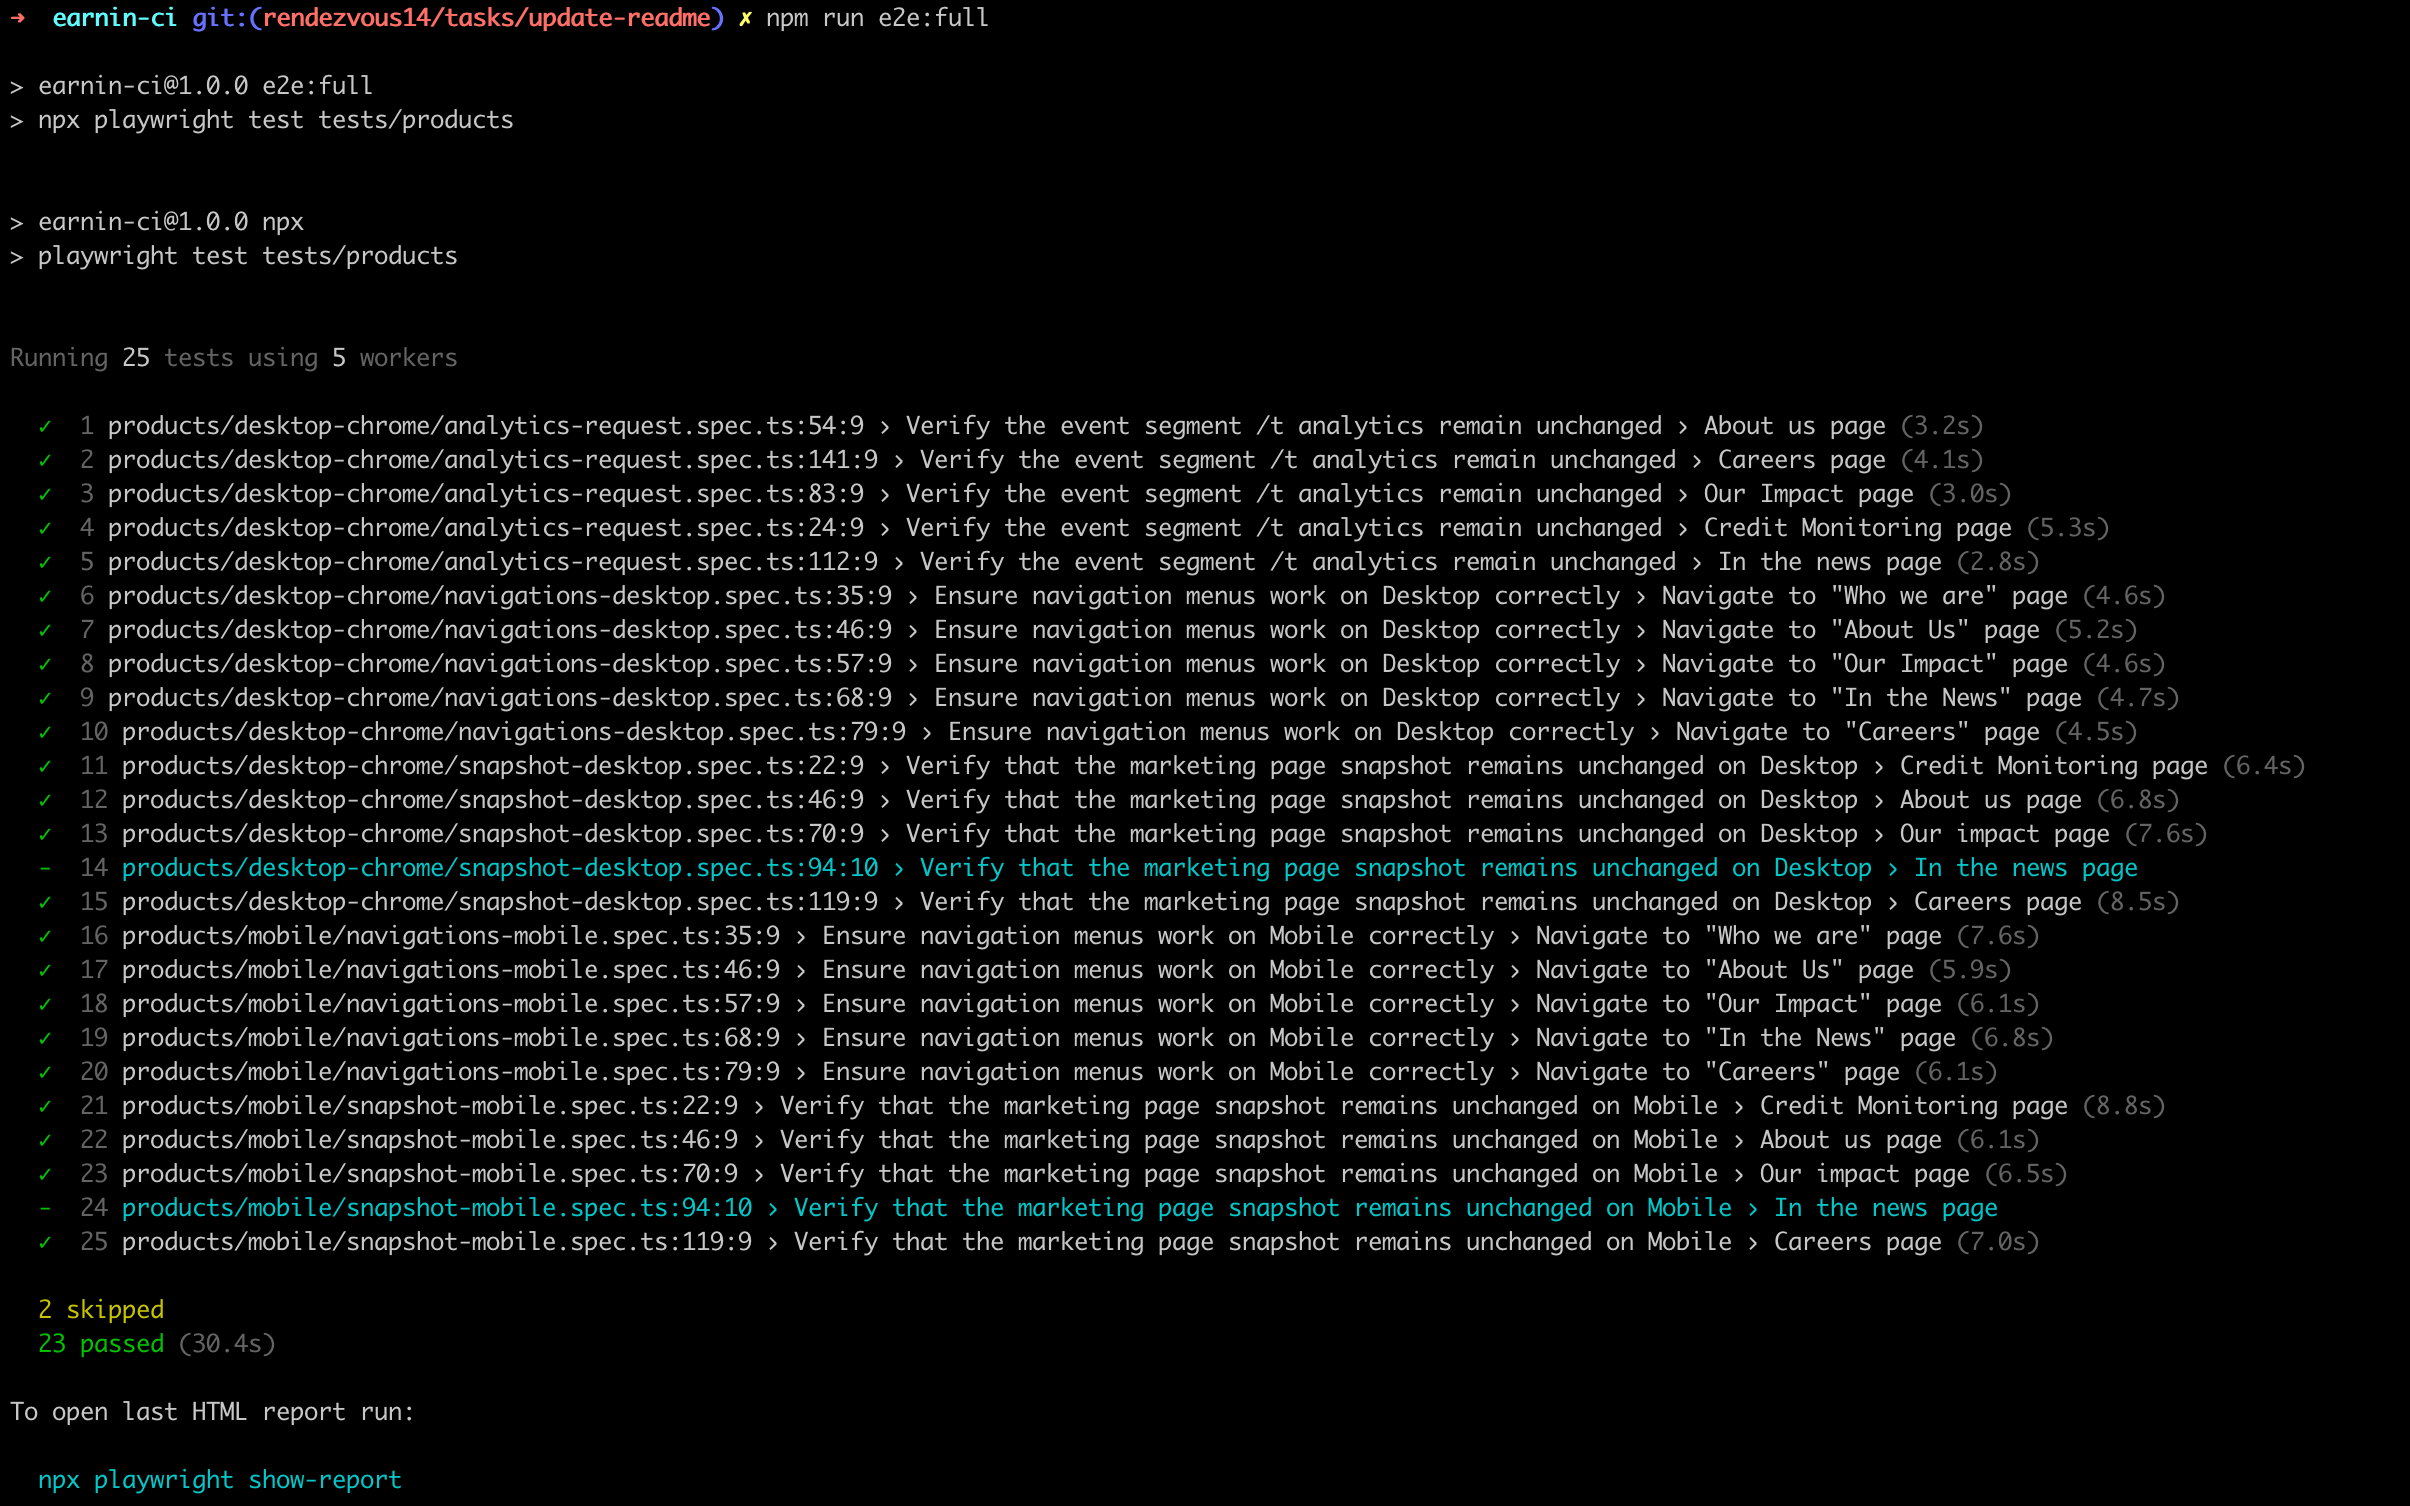 ➜  earnin-ci git:(rendezvous14/tasks/update-readme) ✗ npm run e2e:full
> earnin-ci@1.0.0 e2e:full
> npx playwright test tests/products
> earnin-ci@1.0.0 npx
> playwright test tests/products
Running 25 tests using 5 workers
✓  1 products/desktop-chrome/analytics-request.spec.ts:54:9 › Verify the event segment /t analytics remain unchanged › About us page (3.2s)
✓  2 products/desktop-chrome/analytics-request.spec.ts:141:9 › Verify the event segment /t analytics remain unchanged › Careers page (4.1s)
✓  3 products/desktop-chrome/analytics-request.spec.ts:83:9 › Verify the event segment /t analytics remain unchanged › Our Impact page (3.0s)
✓  4 products/desktop-chrome/analytics-request.spec.ts:24:9 › Verify the event segment /t analytics remain unchanged › Credit Monitoring page (5.3s)
✓  5 products/desktop-chrome/analytics-request.spec.ts:112:9 › Verify the event segment /t analytics remain unchanged › In the news page (2.8s)
✓  6 products/desktop-chrome/navigations-desktop.spec.ts:35:9 › Ensure navigation menus work on Desktop correctly › Navigate to "Who we are" page (4.6s)
✓  7 products/desktop-chrome/navigations-desktop.spec.ts:46:9 › Ensure navigation menus work on Desktop correctly › Navigate to "About Us" page (5.2s)
✓  8 products/desktop-chrome/navigations-desktop.spec.ts:57:9 › Ensure navigation menus work on Desktop correctly › Navigate to "Our Impact" page (4.6s)
✓  9 products/desktop-chrome/navigations-desktop.spec.ts:68:9 › Ensure navigation menus work on Desktop correctly › Navigate to "In the News" page (4.7s)
✓  10 products/desktop-chrome/navigations-desktop.spec.ts:79:9 › Ensure navigation menus work on Desktop correctly › Navigate to "Careers" page (4.5s)
✓  11 products/desktop-chrome/snapshot-desktop.spec.ts:22:9 › Verify that the marketing page snapshot remains unchanged on Desktop › Credit Monitoring page (6.4s)
✓  12 products/desktop-chrome/snapshot-desktop.spec.ts:46:9 › Verify that the marketing page snapshot remains unchanged on Desktop › About us page (6.8s)
✓  13 products/desktop-chrome/snapshot-desktop.spec.ts:70:9 › Verify that the marketing page snapshot remains unchanged on Desktop › Our impact page (7.6s)
-  14 products/desktop-chrome/snapshot-desktop.spec.ts:94:10 › Verify that the marketing page snapshot remains unchanged on Desktop › In the news page
✓  15 products/desktop-chrome/snapshot-desktop.spec.ts:119:9 › Verify that the marketing page snapshot remains unchanged on Desktop › Careers page (8.5s)
✓  16 products/mobile/navigations-mobile.spec.ts:35:9 › Ensure navigation menus work on Mobile correctly › Navigate to "Who we are" page (7.6s)
✓  17 products/mobile/navigations-mobile.spec.ts:46:9 › Ensure navigation menus work on Mobile correctly › Navigate to "About Us" page (5.9s)
✓  18 products/mobile/navigations-mobile.spec.ts:57:9 › Ensure navigation menus work on Mobile correctly › Navigate to "Our Impact" page (6.1s)
✓  19 products/mobile/navigations-mobile.spec.ts:68:9 › Ensure navigation menus work on Mobile correctly › Navigate to "In the News" page (6.8s)
✓  20 products/mobile/navigations-mobile.spec.ts:79:9 › Ensure navigation menus work on Mobile correctly › Navigate to "Careers" page (6.1s)
✓  21 products/mobile/snapshot-mobile.spec.ts:22:9 › Verify that the marketing page snapshot remains unchanged on Mobile › Credit Monitoring page (8.8s)
✓  22 products/mobile/snapshot-mobile.spec.ts:46:9 › Verify that the marketing page snapshot remains unchanged on Mobile › About us page (6.1s)
✓  23 products/mobile/snapshot-mobile.spec.ts:70:9 › Verify that the marketing page snapshot remains unchanged on Mobile › Our impact page (6.5s)
-  24 products/mobile/snapshot-mobile.spec.ts:94:10 › Verify that the marketing page snapshot remains unchanged on Mobile › In the news page
✓  25 products/mobile/snapshot-mobile.spec.ts:119:9 › Verify that the marketing page snapshot remains unchanged on Mobile › Careers page (7.0s)
2 skipped
23 passed (30.4s)
To open last HTML report run:
npx playwright show-report